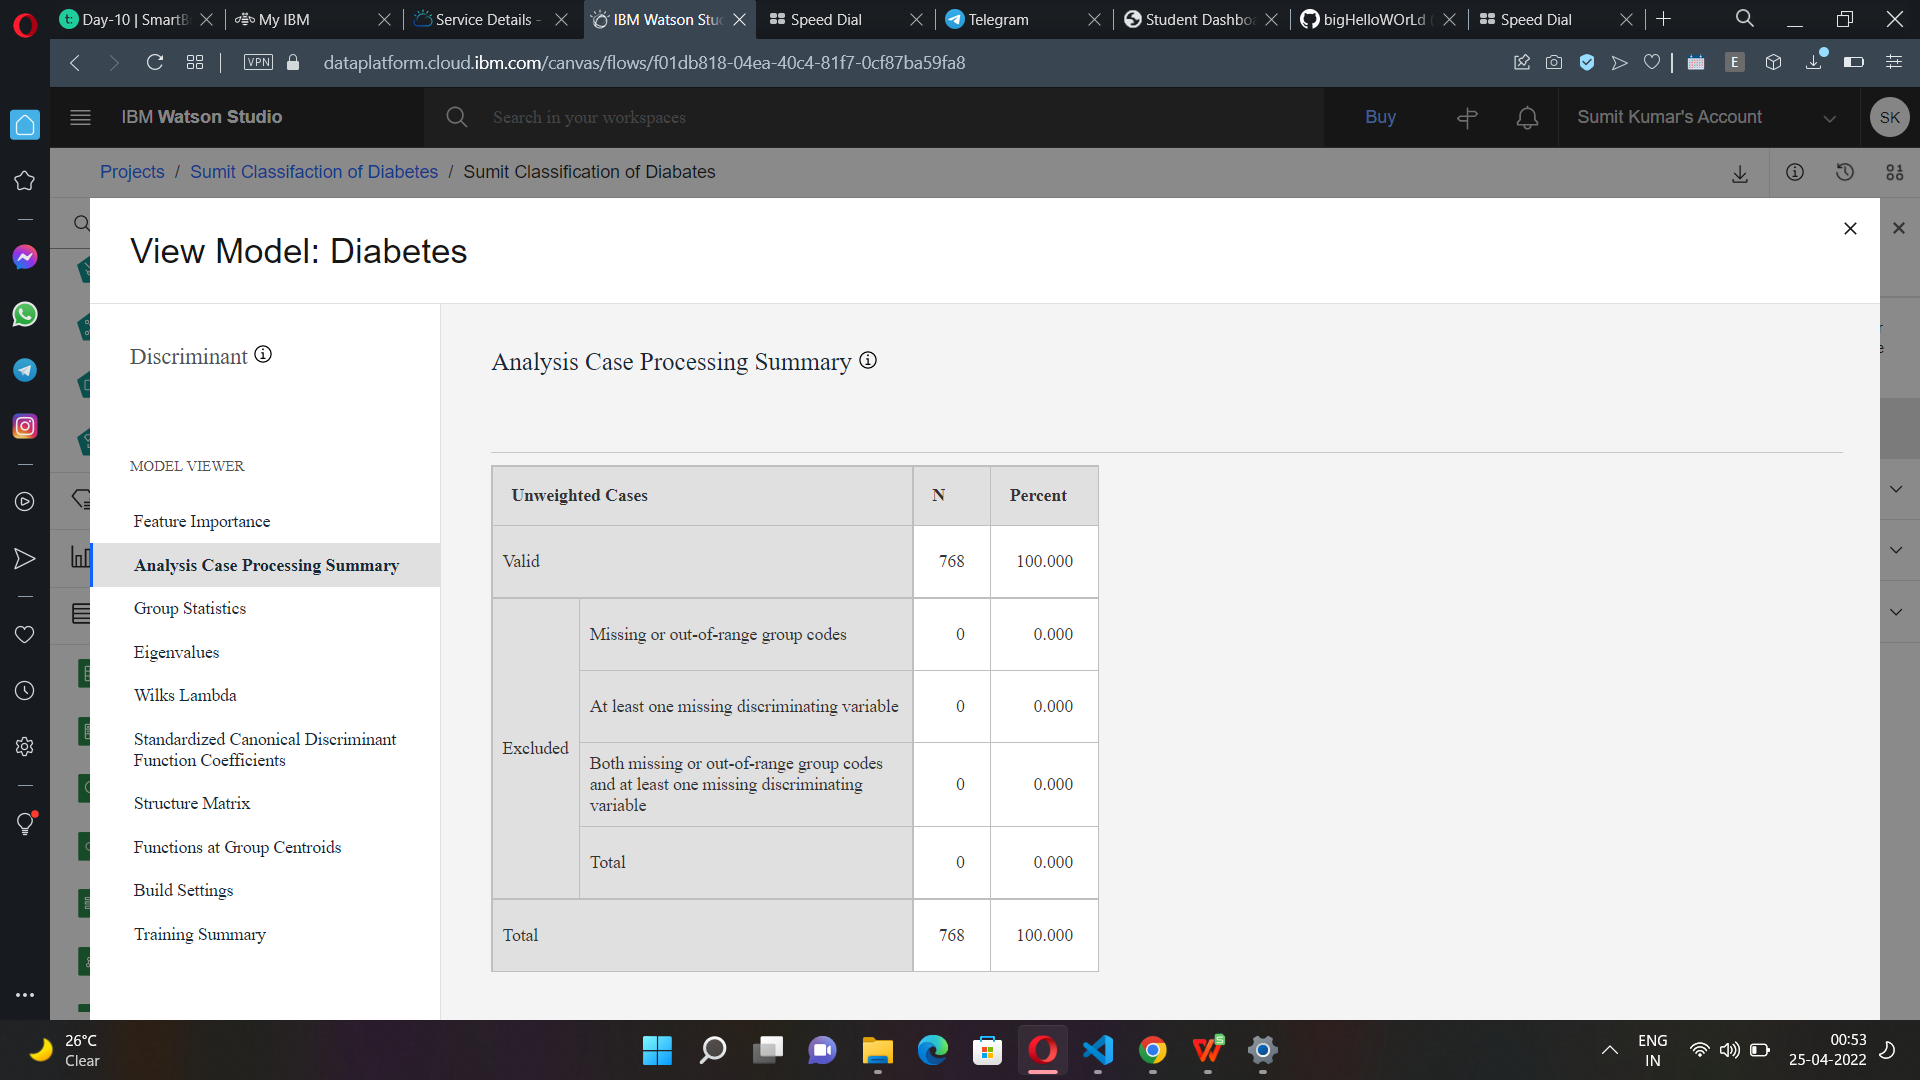 Day-10 | SmartB
My IBM
Service Details -
IBM Watson Stu
Speed Dial
Telegram
Student Dashbo
bigHelloWOrLd (
Speed Dial
VPN
dataplatform.cloud.ibm.com/canvas/flows/f01db818-04ea-40c4-81f7-0cf87ba59fa8
E
IBM Watson Studio
Search in your workspaces
Buy
Sumit Kumar's Account
SK
Projects / Sumit Classifaction of Diabetes / Sumit Classification of Diabates
View Model: Diabetes
Discriminant
MODEL VIEWER
Feature Importance
Analysis Case Processing Summary
Group Statistics
Eigenvalues
Wilks Lambda
Standardized Canonical Discriminant
Function Coefficients
Structure Matrix
Functions at Group Centroids
Build Settings
Training Summary
Analysis Case Processing Summary
Unweighted Cases N Percent
Valid 768 100.000
Excluded
Missing or out-of-range group codes 0 0.000
At least one missing discriminating variable 0 0.000
Both missing or out-of-range group codes
and at least one missing discriminating
variable
0 0.000
Total 0 0.000
Total 768 100.000
26°C
Clear
ENG
IN
00:53
25-04-2022